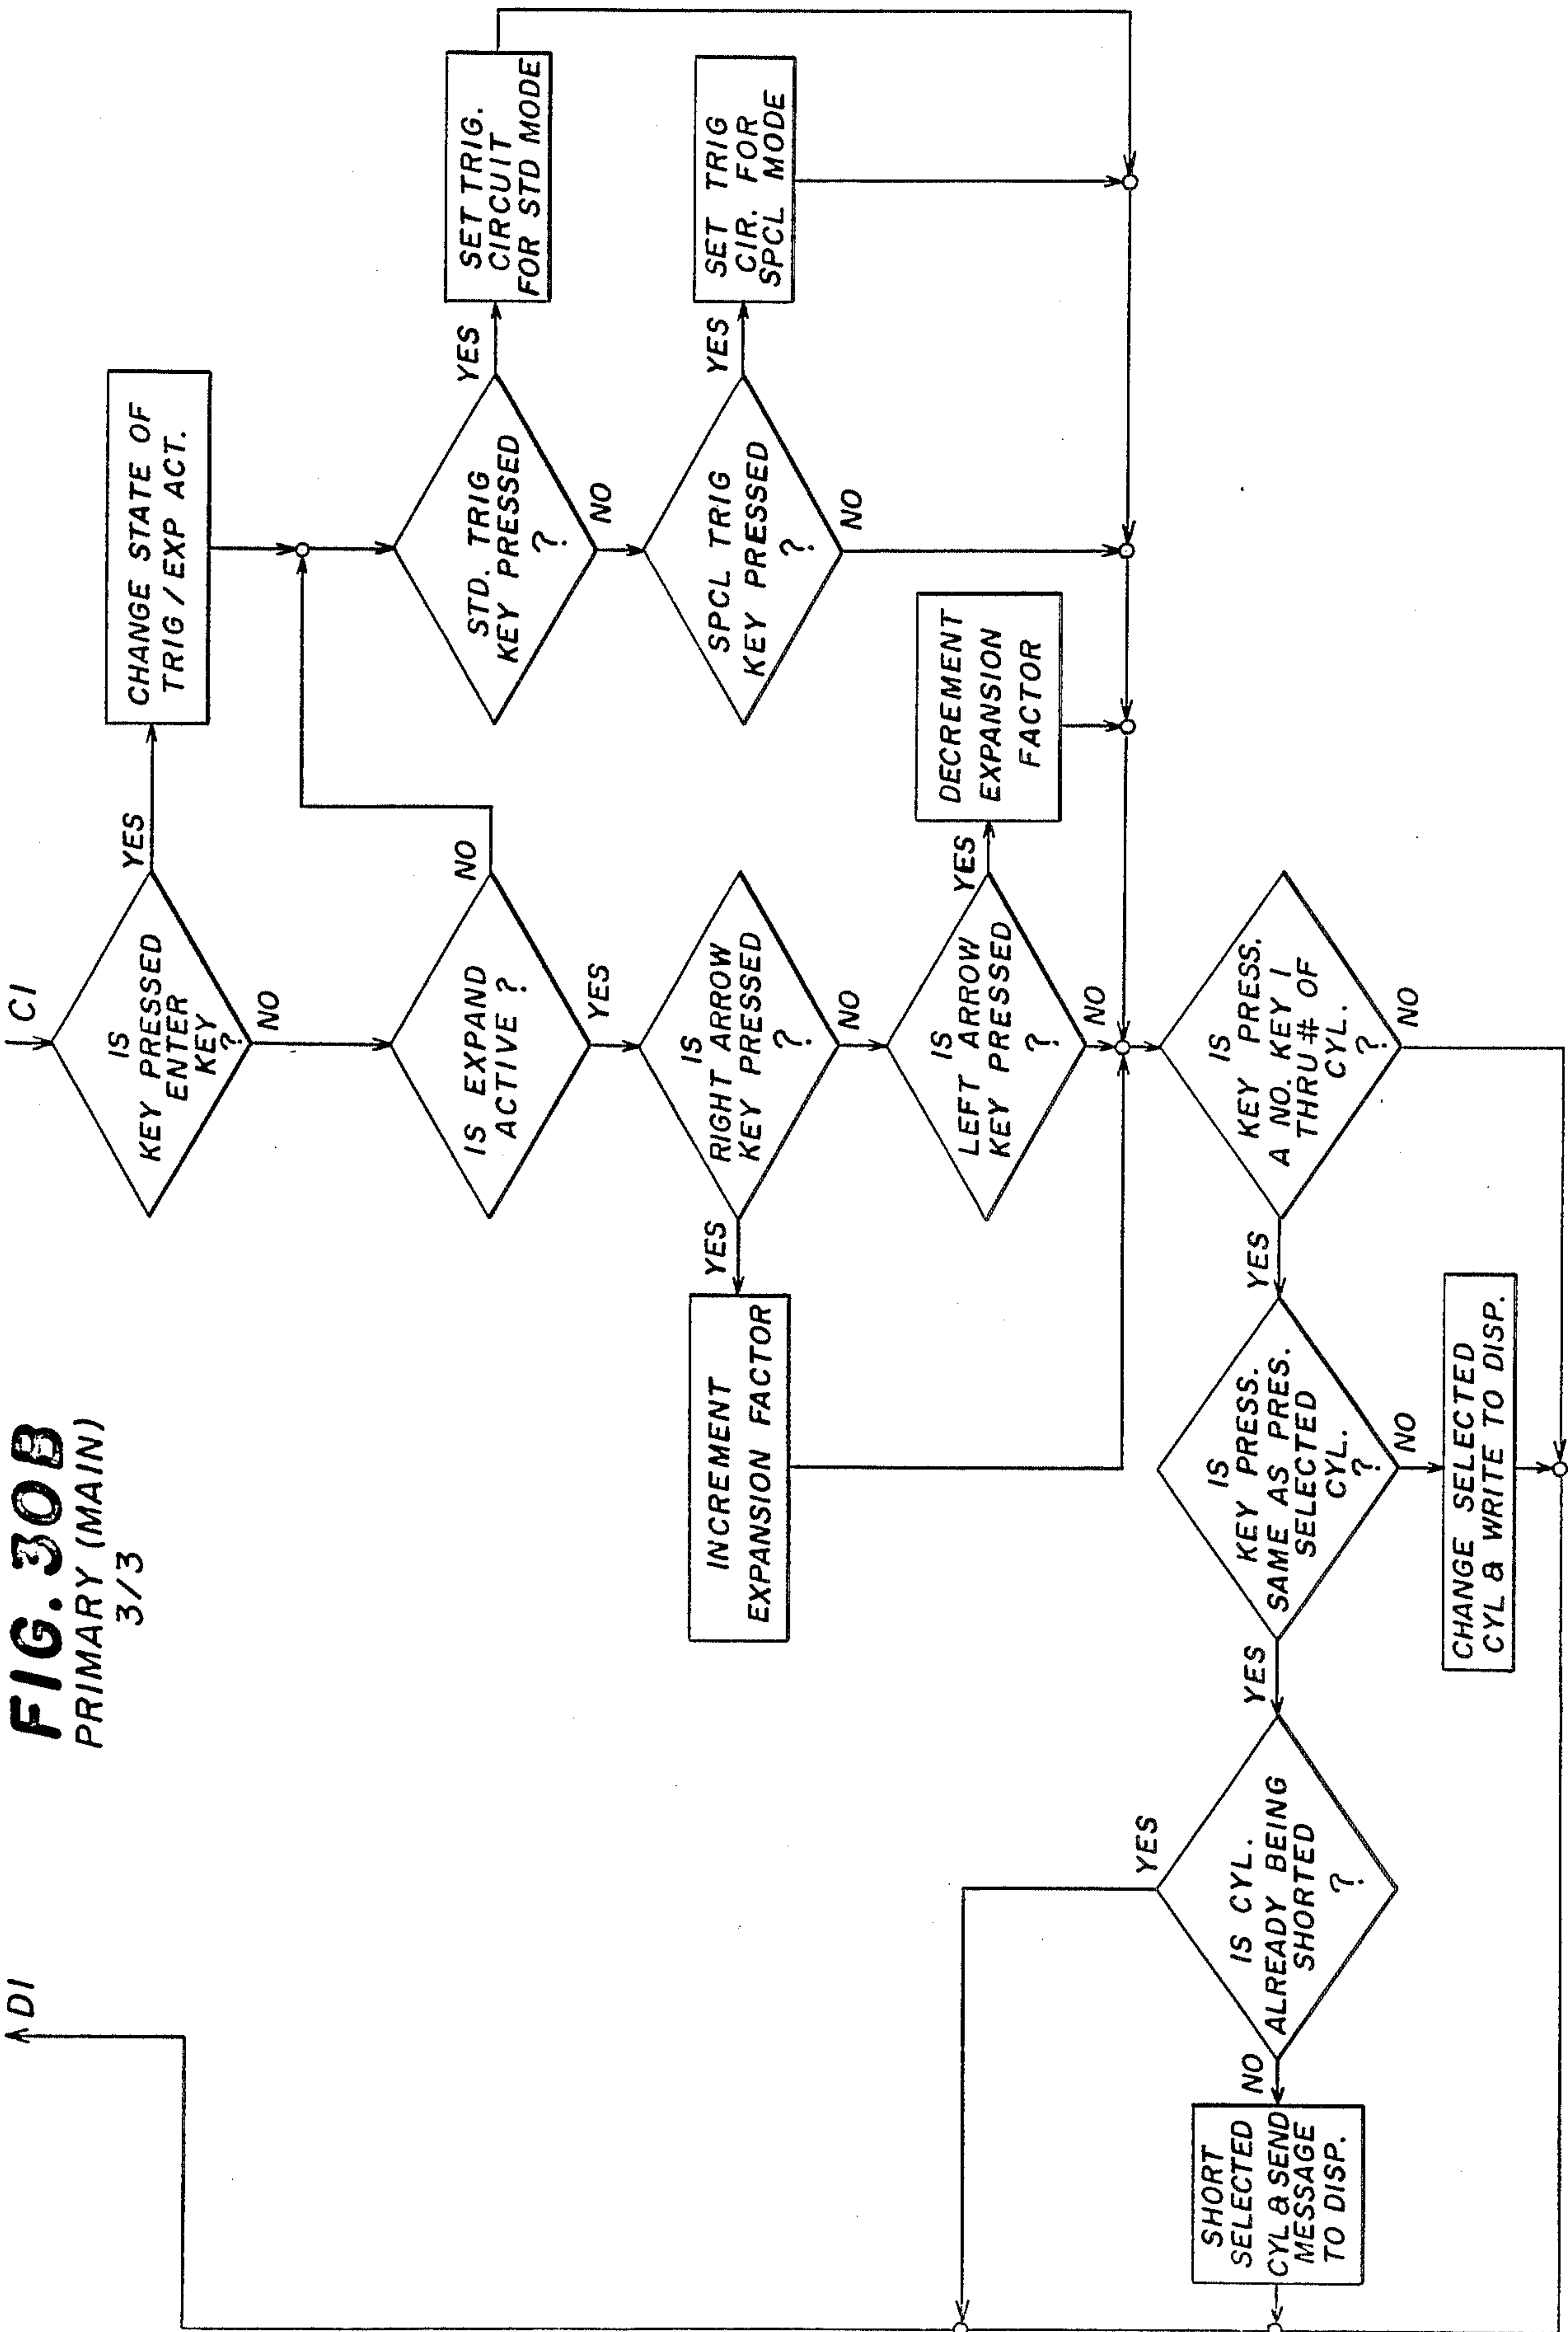 FIG. 30B
PRIMARY (MAIN)
3/3
C1
IS
KEY PRESSED
ENTER
KEY
?
YES
NO
CHANGE STATE OF
TRIG / EXP ACT.
IS EXPAND
ACTIVE ?
NO
YES
STD. TRIG
KEY PRESSED
?
YES
NO
SET TRIG.
CIRCUIT
FOR STD MODE
IS
RIGHT ARROW
KEY PRESSED
?
YES
NO
INCREMENT
EXPANSION FACTOR
SPCL TRIG
KEY PRESSED
?
YES
NO
SET TRIG
CIR. FOR
SPCL MODE
IS
LEFT ARROW
KEY PRESSED
?
YES
NO
DECREMENT
EXPANSION
FACTOR
IS
KEY PRESS.
A NO. KEY 1
THRU # OF
CYL.
?
YES
NO
IS
KEY PRESS.
SAME AS PRES.
SELECTED
CYL.
?
YES
NO
CHANGE SELECTED
CYL & WRITE TO DISP.
IS CYL.
ALREADY BEING
SHORTED
?
YES
NO
SHORT
SELECTED
CYL & SEND
MESSAGE
TO DISP.
D1